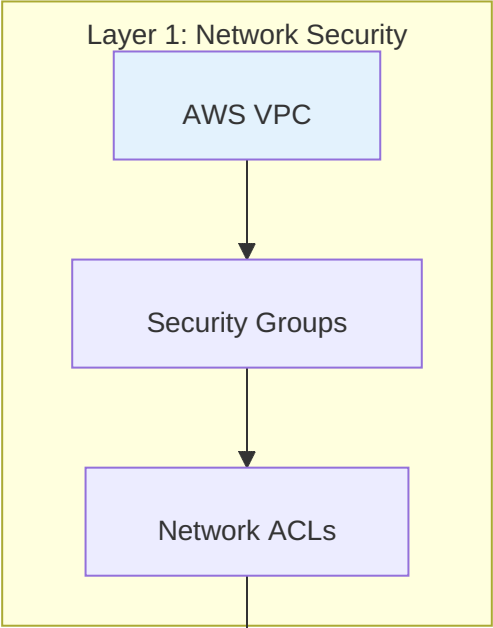 Layer 1: Network Security
AWS VPC
Security Groups
Network ACLs